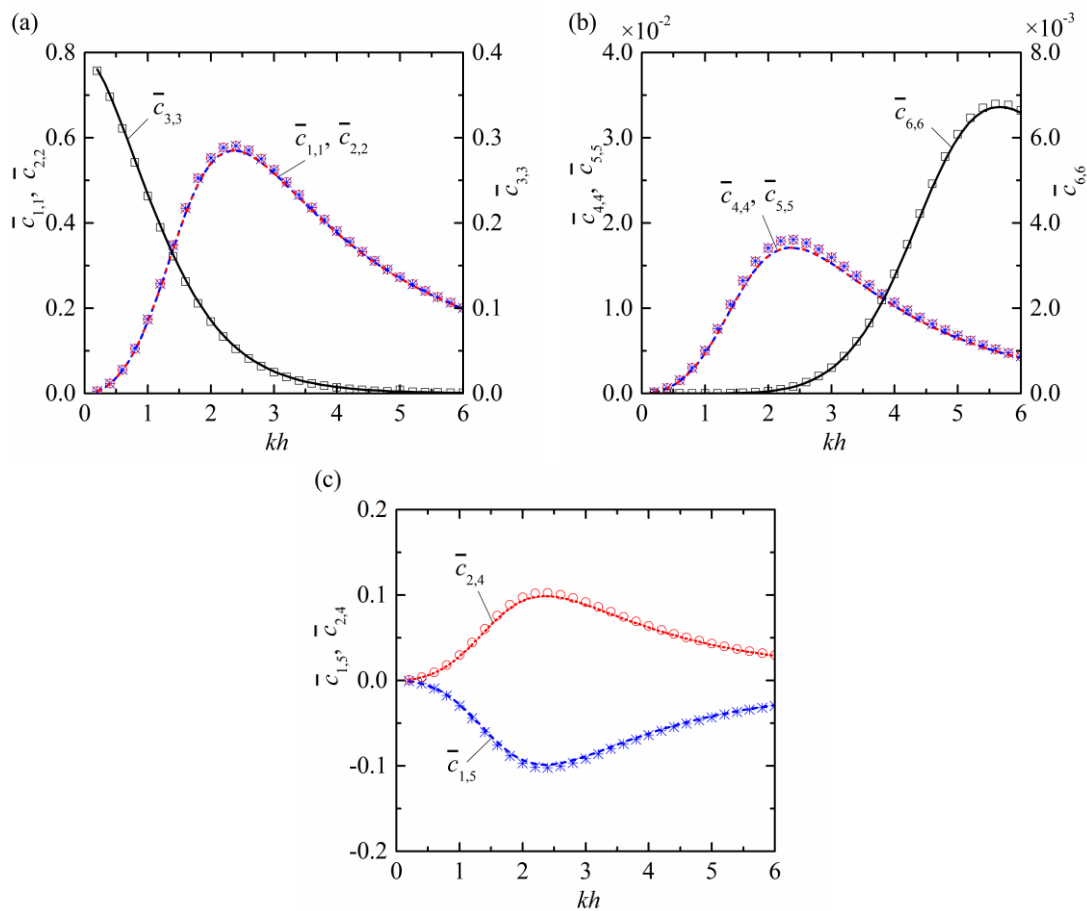 (a)
0.8
0.6
0.4
0.2
0.0
0.4
0.3
0.2
0.1
0.0
0 1 2 3 4 5 6
kh
c̄1,1, c̄2,2
c̄3,3
c̄3,3
c̄1,1, c̄2,2
(b)
×10⁻²
×10⁻³
4.0
3.0
2.0
1.0
0.0
8.0
6.0
4.0
2.0
0.0
0 1 2 3 4 5 6
kh
c̄4,4, c̄5,5
c̄6,6
c̄6,6
c̄4,4, c̄5,5
(c)
0.2
0.1
0.0
-0.1
-0.2
0 1 2 3 4 5 6
kh
c̄1,5, c̄2,4
c̄2,4
c̄1,5